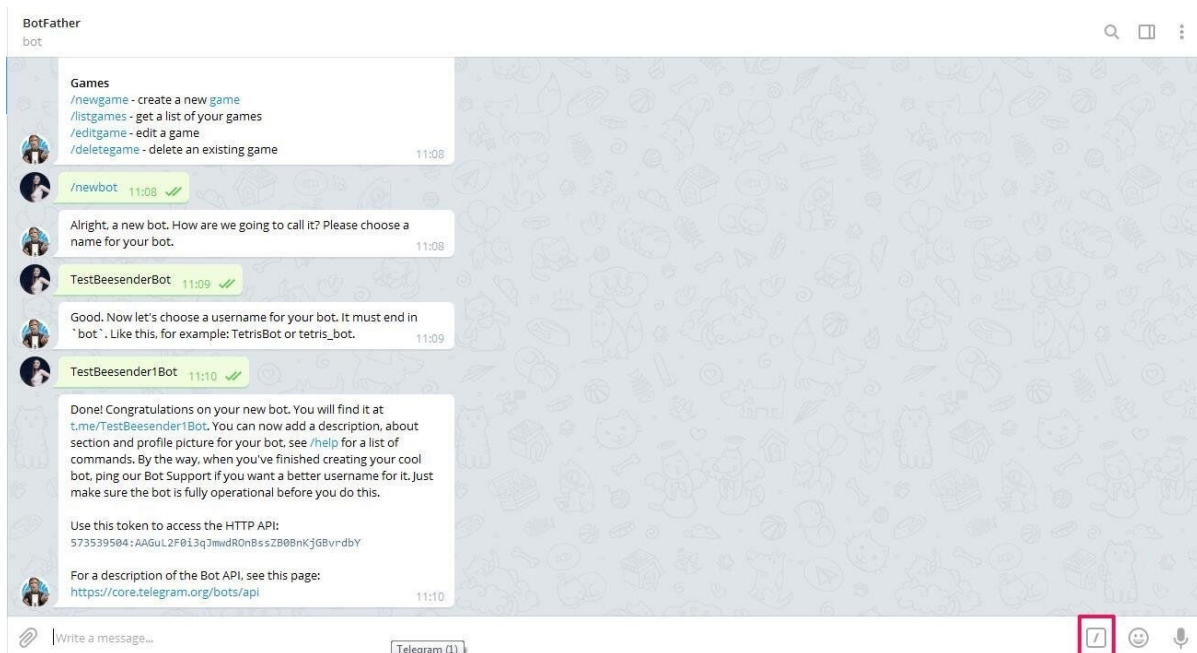 BotFather
bot
Games
/newgame - create a new game
/listgames - get a list of your games
/editgame - edit a game
/deletegame - delete an existing game
11:08
/newbot 11:08
Alright, a new bot. How are we going to call it? Please choose a
name for your bot.
11:08
TestBeesenderBot 11:09
Good. Now let's choose a username for your bot. It must end in
`bot`. Like this, for example: TetrisBot or tetris_bot.
11:09
TestBeesender1Bot 11:10
Done! Congratulations on your new bot. You will find it at
t.me/TestBeesender1Bot. You can now add a description, about
section and profile picture for your bot, see /help for a list of
commands. By the way, when you've finished creating your cool
bot, ping our Bot Support if you want a better username for it. Just
make sure the bot is fully operational before you do this.
Use this token to access the HTTP API:
573539504:AAGuL2F0i3qJmwdROnBssZB0BnKjGBvrdbY
For a description of the Bot API, see this page:
https://core.telegram.org/bots/api
11:10
Write a message...
Telegram (1)
/